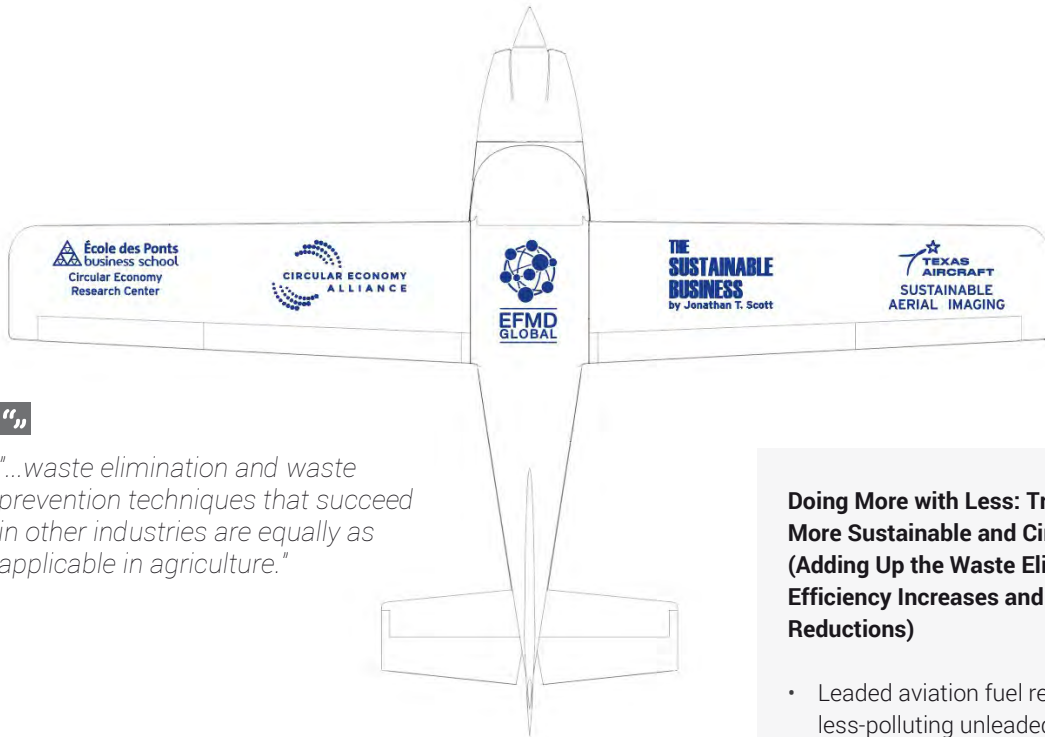 École des Ponts
business school
Circular Economy
Research Center
CIRCULAR ECONOMY
ALLIANCE
EFMD
GLOBAL
THE
SUSTAINABLE
BUSINESS
by Jonathan T. Scott
TEXAS
AIRCRAFT
SUSTAINABLE
AERIAL IMAGING
"...waste elimination and waste
prevention techniques that succeed
in other industries are equally as
applicable in agriculture."
Doing More with Less:
More Sustainable and
(Adding Up the Waste
Efficiency Increases and
Reductions)
• Leaded aviation fuel
less-polluting unleaded